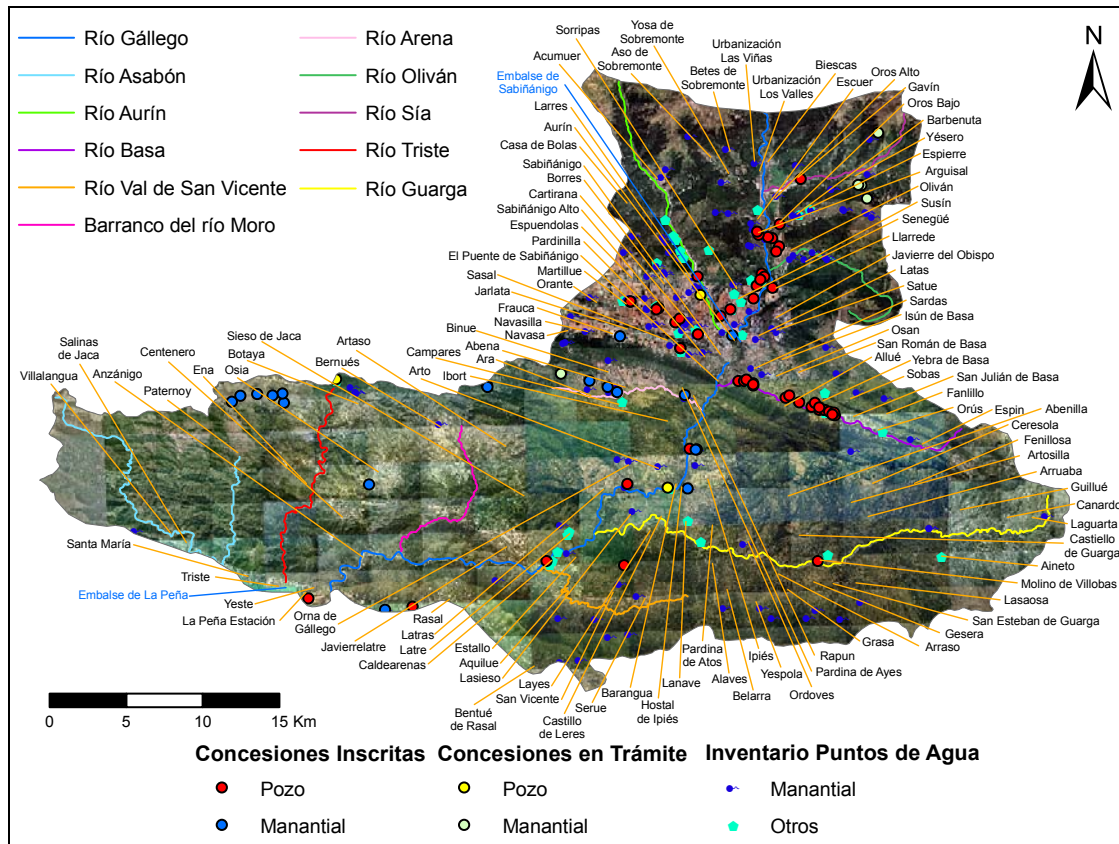 Río Gállego
Río Asabón
Río Aurín
Río Basa
Río Val de San Vicente
Barranco del río Moro
Río Arena
Río Oliván
Río Sía
Río Triste
Río Guarga
N
Sorripas
Acumuer
Embalse de
Sabiñánigo
Larres
Aurín
Casa de Bolas
Sabiñánigo
Borres
Cartirana
Sabiñánigo Alto
Espuendolas
Pardinilla
El Puente de Sabiñánigo
Martillue
Orante
Sasal
Jarlata
Frauca
Navasilla
Navasa
Binue
Abena
Ara
Campares
Ibort
Arto
Yosa de
Sobremonte
Aso de
Sobremonte
Betes de
Sobremonte
Urbanización
Las Viñas
Urbanización
Los Valles
Biescas
Escuer
Oros Alto
Gavín
Oros Bajo
Barbenuta
Yésero
Espierre
Arguisal
Oliván
Susín
Senegüé
Llarrede
Javierre del Obispo
Latas
Satue
Sardas
Isún de Basa
Osan
San Román de Basa
Allué
Yebra de Basa
Sobas
San Julián de Basa
Fanlillo
Orús
Espin
Abenilla
Ceresola
Fenillosa
Artosilla
Arruaba
Guillué
Canardo
Laguarta
Castiello
de Guarga
Aineto
Molino de Villobas
Lasaosa
San Esteban de Guarga
Gesera
Arraso
Grasa
Rapun
Pardina de Ayes
Ordoves
Yespola
Ipiés
Belarra
Alaves
Pardina
de Atos
Lanave
Hostal
de Ipiés
Barangua
Serue
Castillo
de Leres
San Vicente
Layes
Bentué
de Rasal
Lasieso
Aquilue
Estallo
Caldearenas
Latre
Latras
Rasal
Javierrelatre
Orna de
Gállego
La Peña Estación
Yeste
Embalse de La Peña
Triste
Santa María
Villalangua
Salinas
de Jaca
Anzánigo
Centenero
Paternoy
Ena
Osia
Botaya
Sieso de Jaca
Bernués
Artaso
0 5 10 15 Km
Concesiones Inscritas
Pozo
Manantial
Concesiones en Trámite
Pozo
Manantial
Inventario Puntos de Agua
Manantial
Otros